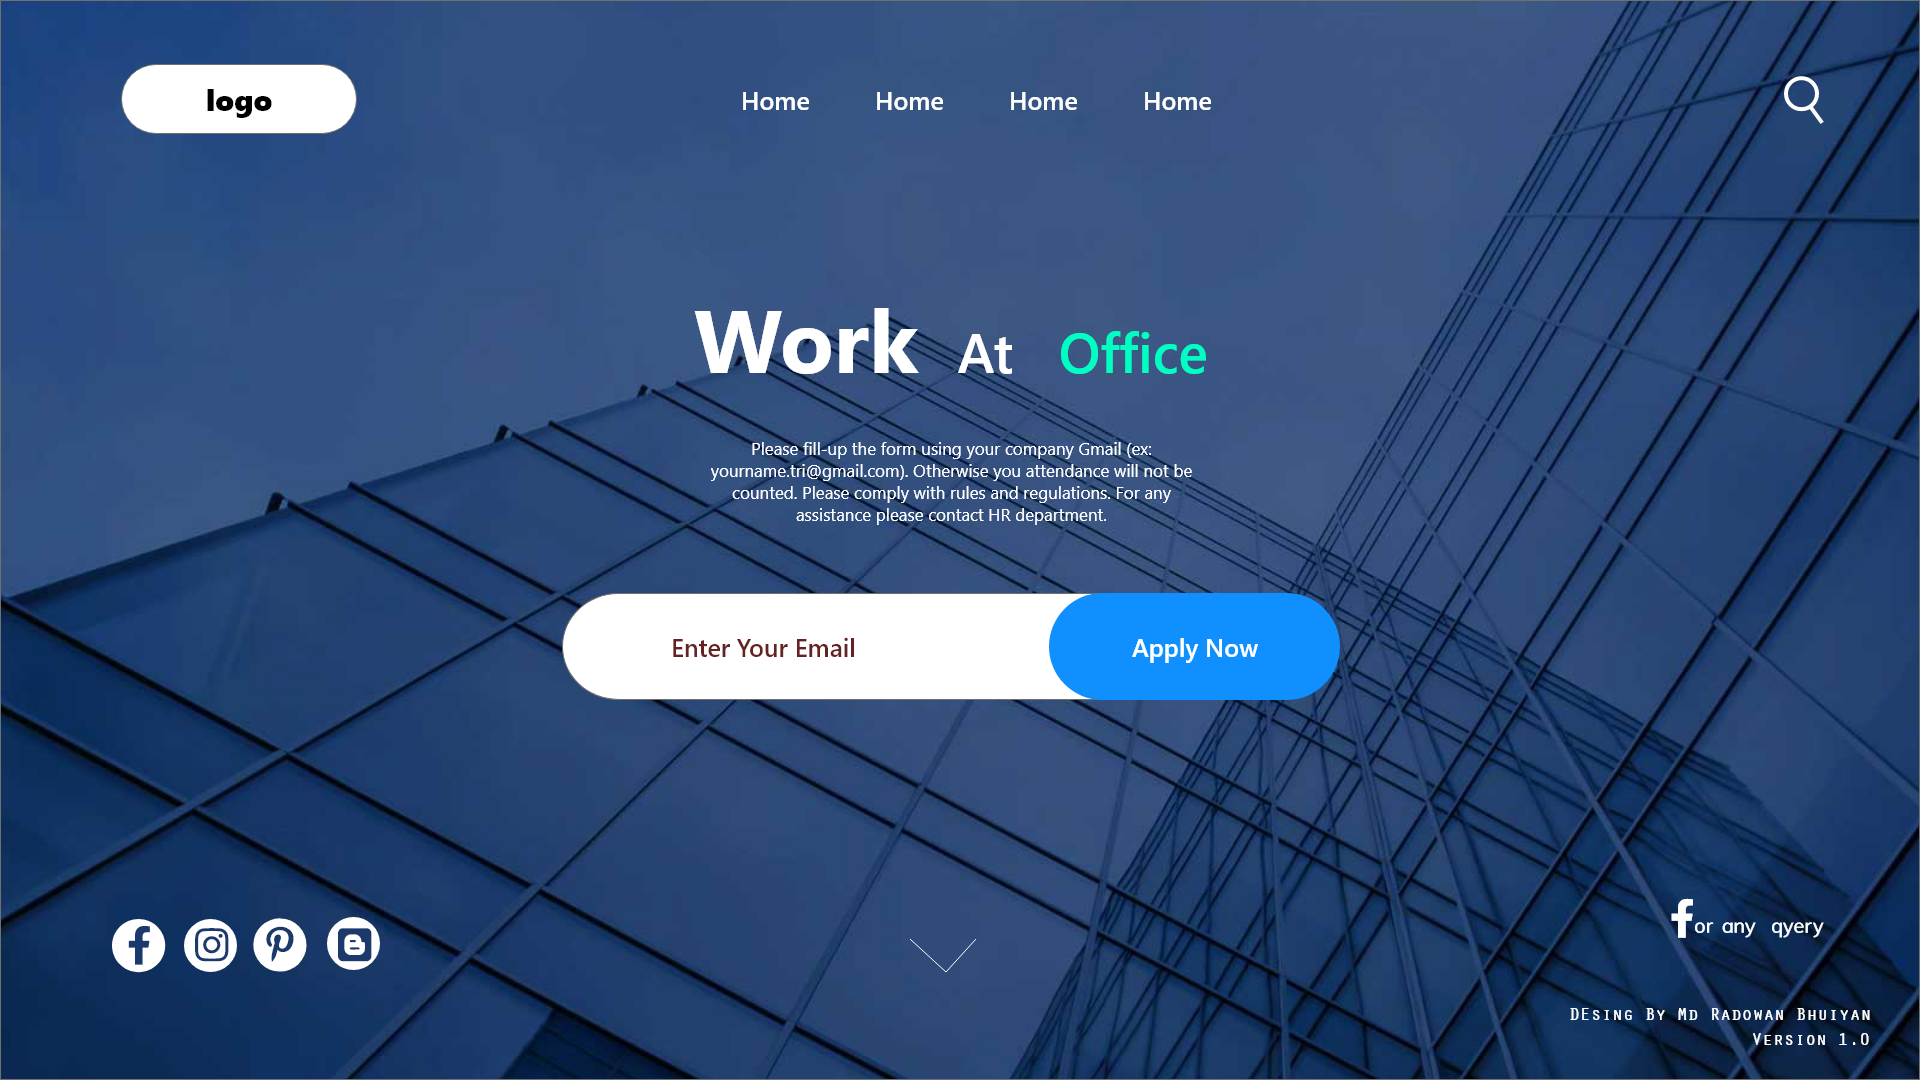 logo
Home Home Home Home
Work At Office
Please fill-up the form using your company Gmail (ex:
yourname.tri@gmail.com). Otherwise you attendance will not be
counted. Please comply with rules and regulations. For any
assistance please contact HR department.
Enter Your Email
Apply Now
for any qyery
DEsing By Md Radowan Bhuiyan
Version 1.0